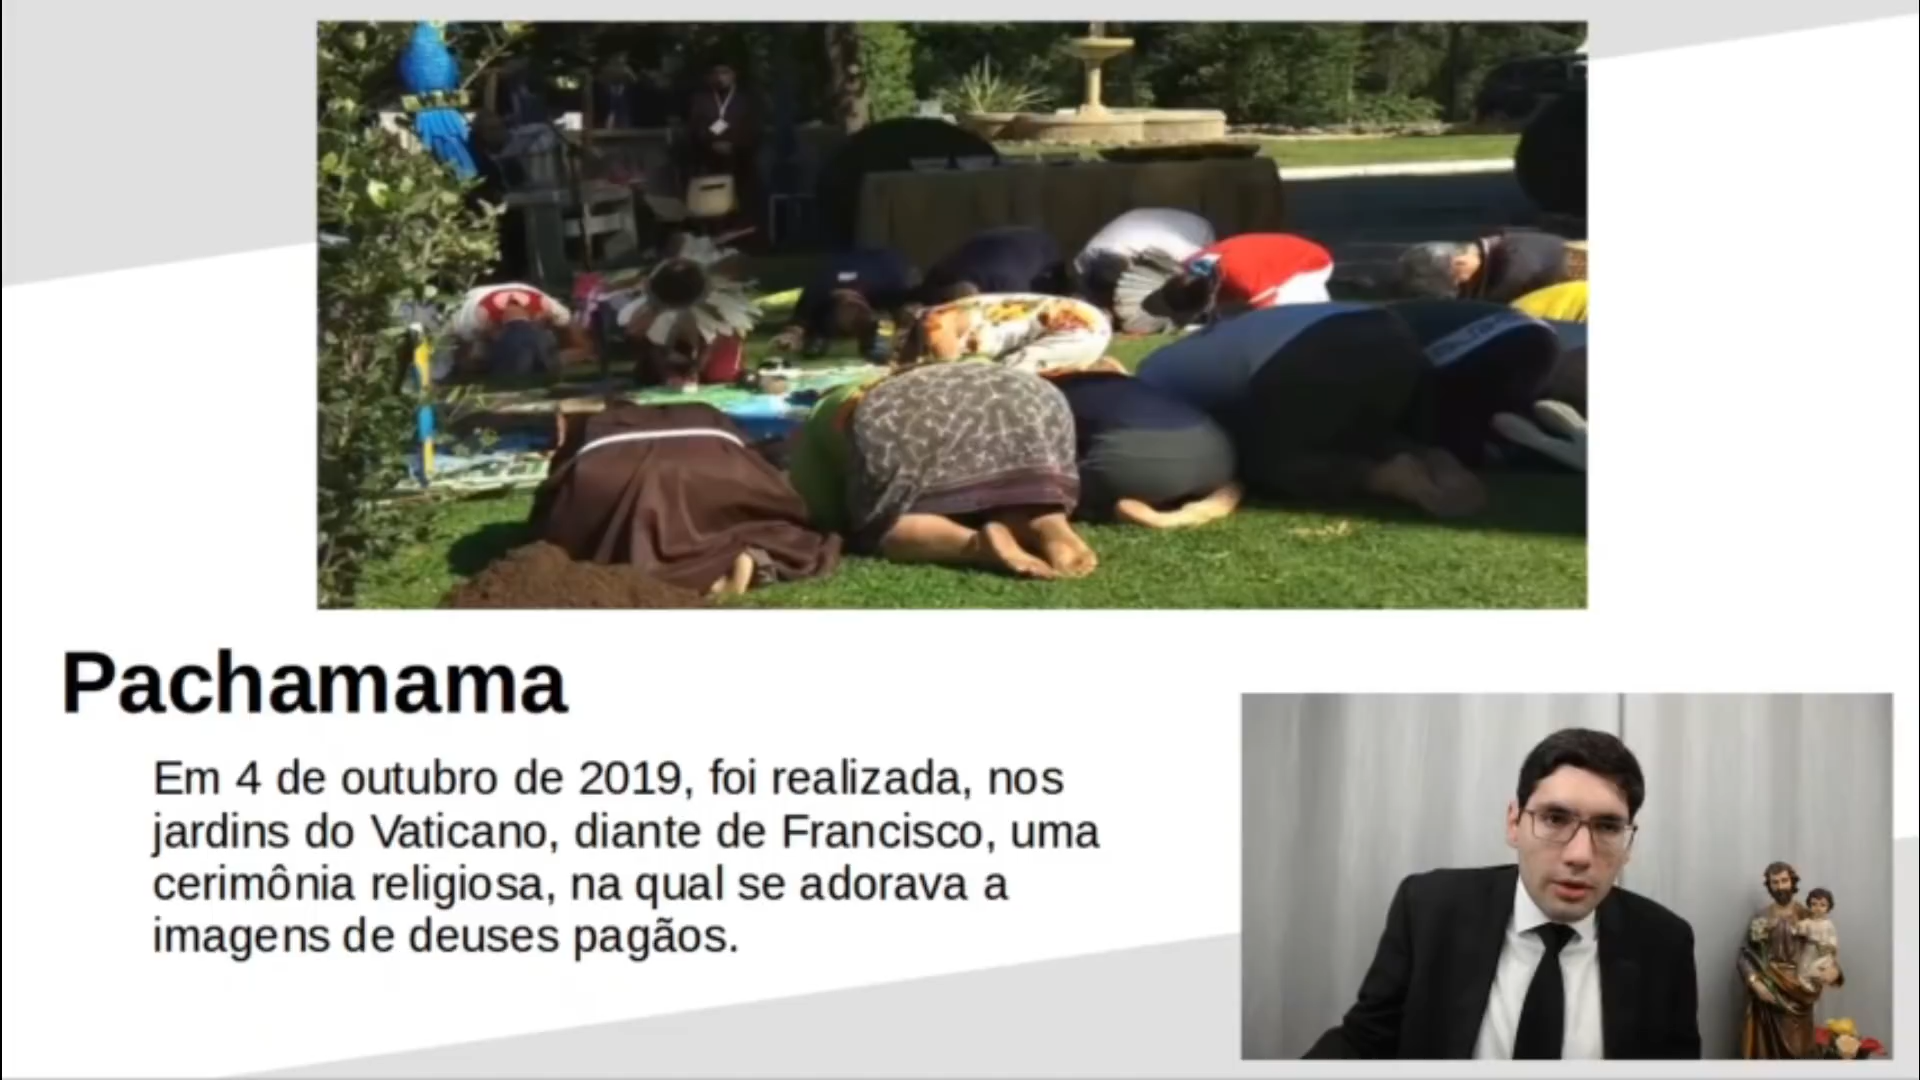 Pachamama
Em 4 de outubro de 2019, foi realizada, nos
jardins do Vaticano, diante de Francisco, uma
cerimônia religiosa, na qual se adorava a
imagens de deuses pagãos.